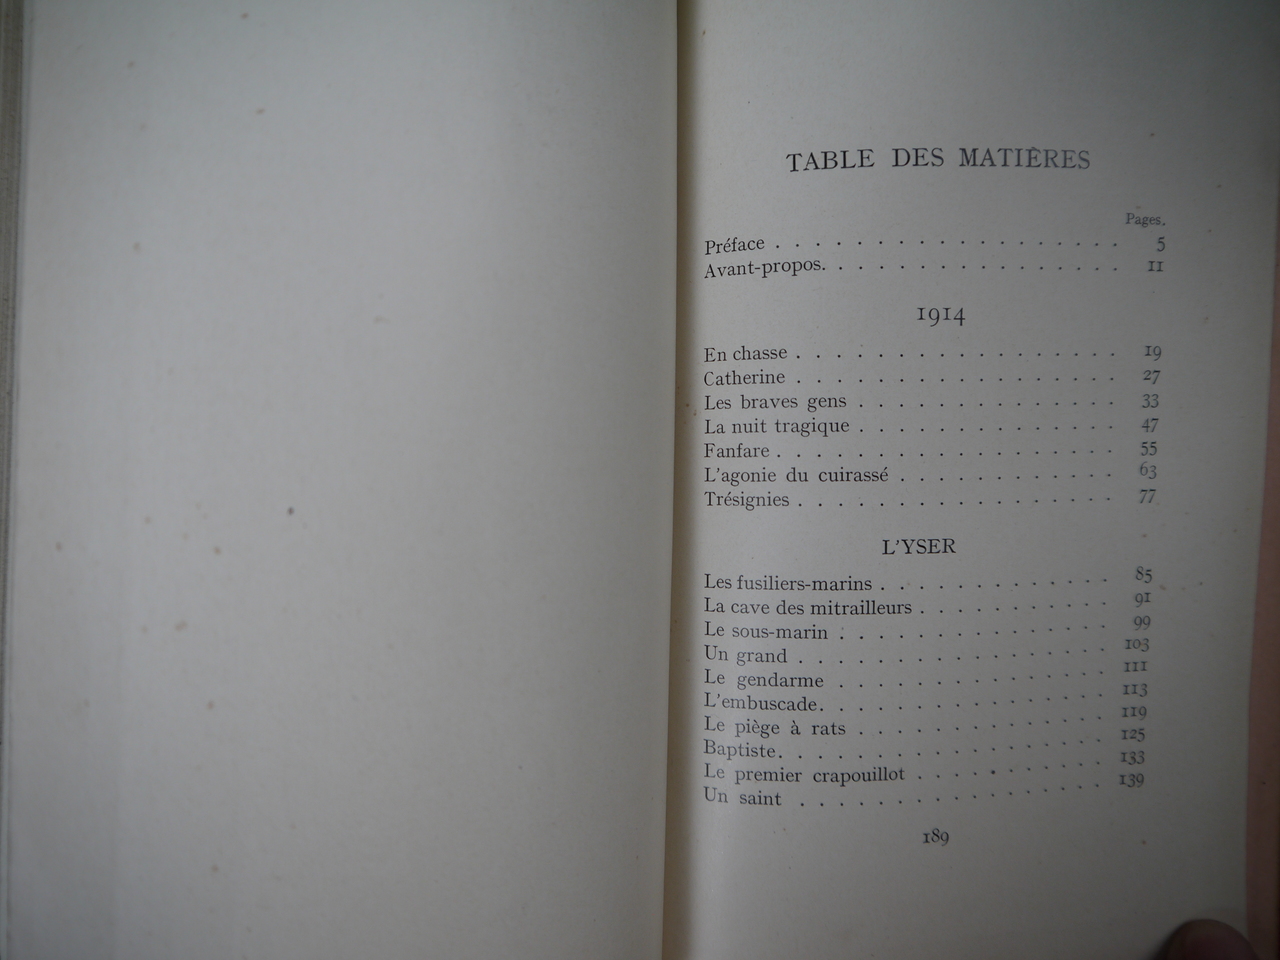 TABLE DES MATIÈRES
Pages.
Préface . . . . . . . . . . . . . . . . . . 5
Avant-propos. . . . . . . . . . . . . . . . 11
1914
En chasse . . . . . . . . . . . . . . . . . 19
Catherine . . . . . . . . . . . . . . . . . 27
Les braves gens . . . . . . . . . . . . . . 33
La nuit tragique . . . . . . . . . . . . . . 47
Fanfare . . . . . . . . . . . . . . . . . . 55
L'agonie du cuirassé . . . . . . . . . . . 63
Trésignies . . . . . . . . . . . . . . . . . 77
L'YSER
Les fusiliers-marins . . . . . . . . . . . . 85
La cave des mitrailleurs . . . . . . . . . . 91
Le sous-marin . . . . . . . . . . . . . . . 99
Un grand . . . . . . . . . . . . . . . . . 103
Le gendarme . . . . . . . . . . . . . . . 111
L'embuscade. . . . . . . . . . . . . . . . 113
Le piège à rats . . . . . . . . . . . . . . 119
Baptiste. . . . . . . . . . . . . . . . . . 125
Le premier crapouillot . . . . . . . . . . 133
Un saint . . . . . . . . . . . . . . . . . 139
189